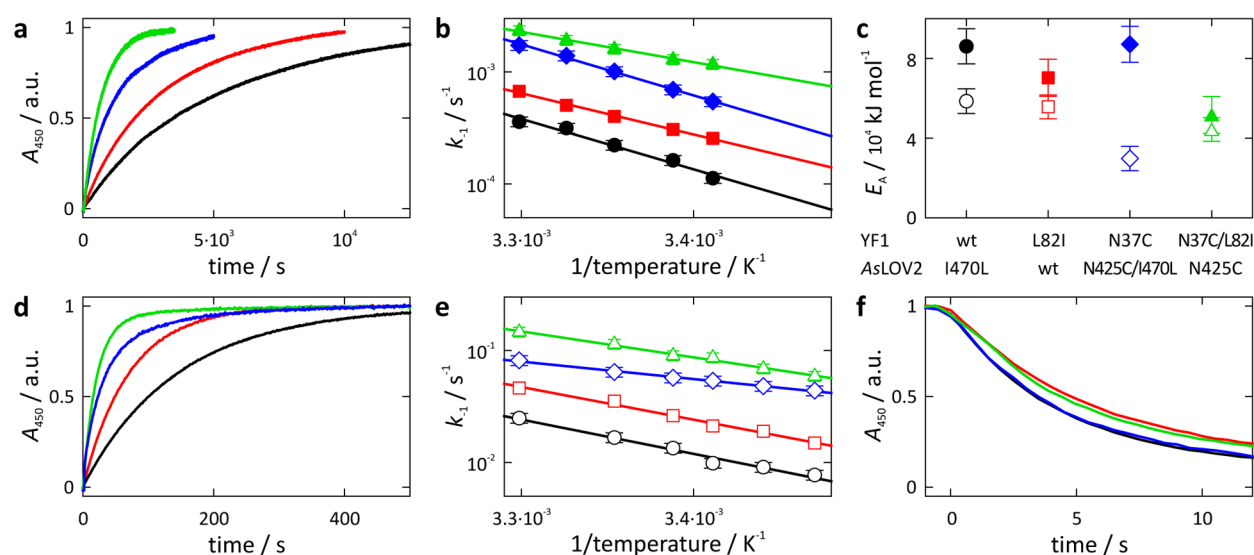 a
A450 / a.u.
1
0.5
0
0
5·10³
10⁴
time / s
b
k-1 / s⁻¹
10⁻³
10⁻⁴
3.3·10⁻³
3.4·10⁻³
1/temperature / K⁻¹
c
EA / 10⁴ kJ mol⁻¹
8
4
0
YF1 wt L82I N37C N37C/L82I
AsLOV2 I470L wt N425C/I470L N425C
d
A450 / a.u.
1
0.5
0
0
200
400
time / s
e
k-1 / s⁻¹
10⁻¹
10⁻²
3.3·10⁻³
3.4·10⁻³
1/temperature / K⁻¹
f
A450 / a.u.
1
0.5
0
0
5
10
time / s